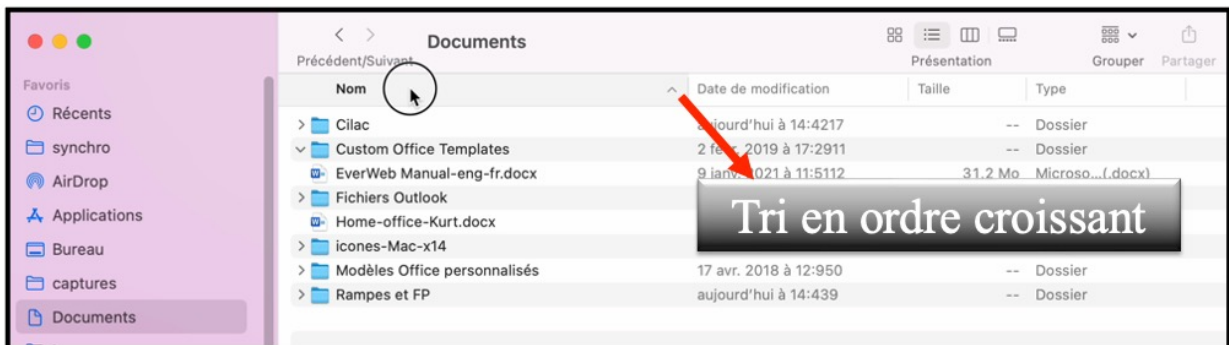 Documents
Précédent/Suivant
Présentation
Grouper
Partager
Favoris
Récents
synchro
AirDrop
Applications
Bureau
captures
Documents
Nom
Date de modification
Taille
Type
Cilac
aujourd'hui à 14:4217
--
Dossier
Custom Office Templates
2 févr. 2019 à 17:2911
--
Dossier
EverWeb Manual-eng-fr.docx
9 janv. 2021 à 11:5112
31.2 Mo
Microso...(.docx)
Fichiers Outlook
Home-office-Kurt.docx
icones-Mac-x14
Tri en ordre croissant
Modèles Office personnalisés
17 avr. 2018 à 12:950
--
Dossier
Rampes et FP
aujourd'hui à 14:439
--
Dossier